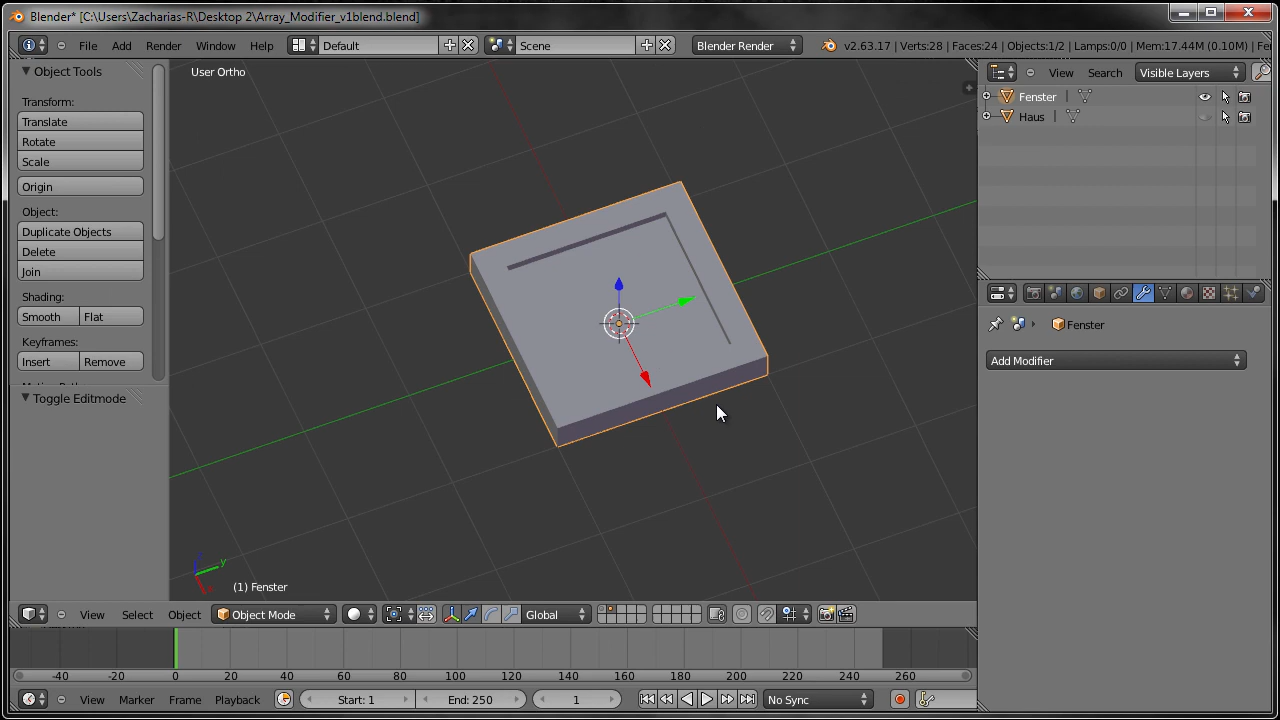 Blender* [C:\Users\Zacharias-R\Desktop 2\Array_Modifier_v1blend.blend]
File Add Render Window Help Default Scene Blender Render v2.63.17 | Verts:28 | Faces:24 | Objects:1/2 | Lamps:0/0 | Mem:17.44M (0.10M) | Fe
Object Tools
User Ortho
View Search Visible Layers
Transform:
Translate
Rotate
Scale
Origin
Object:
Duplicate Objects
Delete
Join
Shading:
Smooth Flat
Keyframes:
Insert Remove
Toggle Editmode
Fenster
Haus
Fenster
Add Modifier
y
(1) Fenster
View Select Object Object Mode Global
-40 -20 0 20 40 60 80 100 120 140 160 180 200 220 240 260
View Marker Frame Playback Start: 1 End: 250 1 No Sync